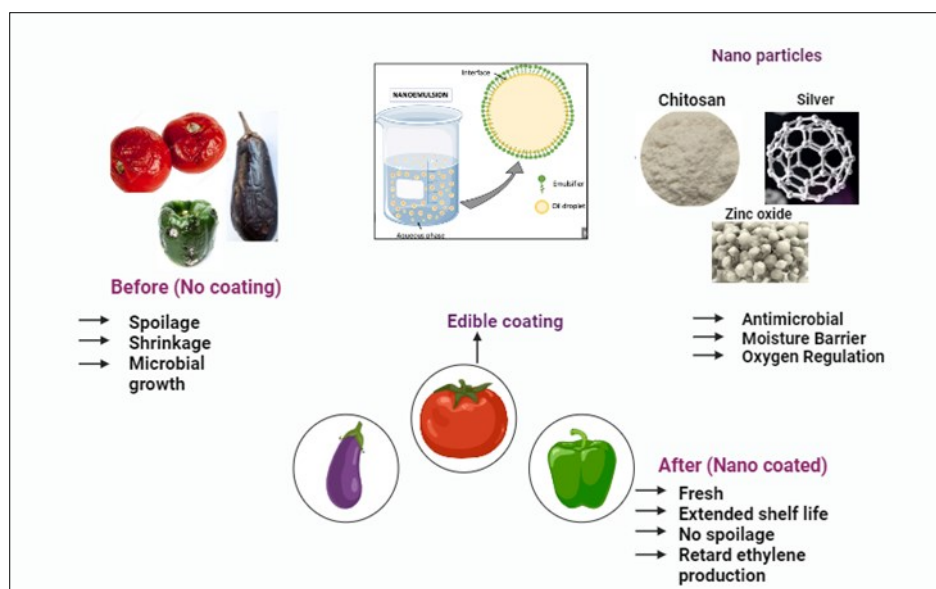 Nano particles
Chitosan
Silver
Zinc oxide
Interface
NANOEMULSION
Emulsifier
Oil droplet
Aqueous phase
Before (No coating)
Spoilage
Shrinkage
Microbial
growth
Antimicrobial
Moisture Barrier
Oxygen Regulation
Edible coating
After (Nano coated)
Fresh
Extended shelf life
No spoilage
Retard ethylene
production